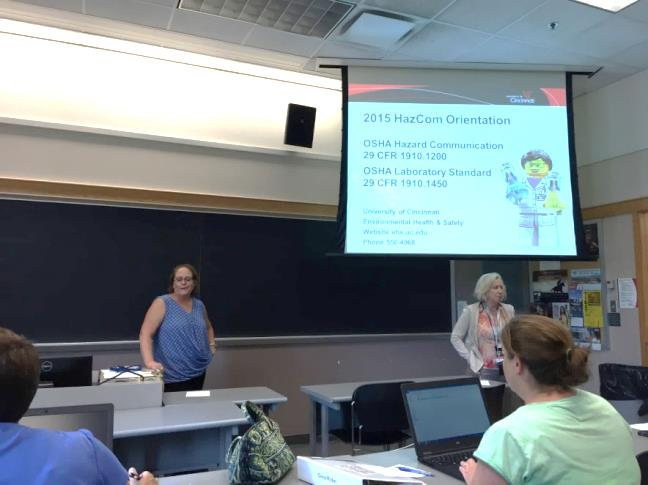 Cincinnati
2015 HazCom Orientation
OSHA Hazard Communication
29 CFR 1910.1200
OSHA Laboratory Standard
29 CFR 1910.1450
University of Cincinnati
Environmental Health & Safety
Website ehs.uc.edu
Phone 556-4968
DELL